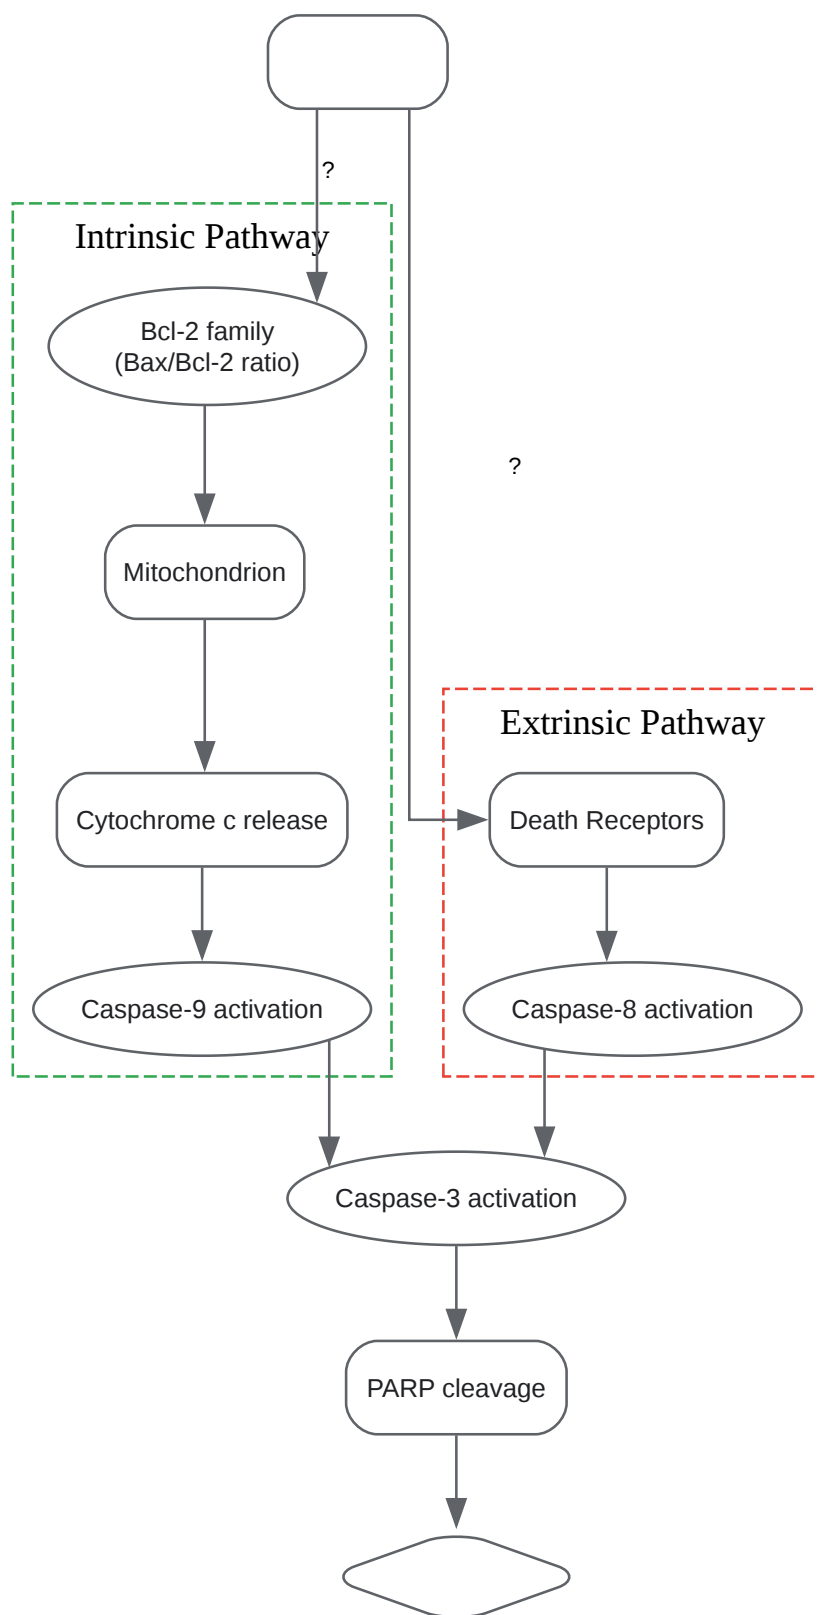 ?
Intrinsic Pathway
Bcl-2 family
(Bax/Bcl-2 ratio)
?
Mitochondrion
Extrinsic Pathway
Cytochrome c release
Death Receptors
Caspase-9 activation
Caspase-8 activation
Caspase-3 activation
PARP cleavage